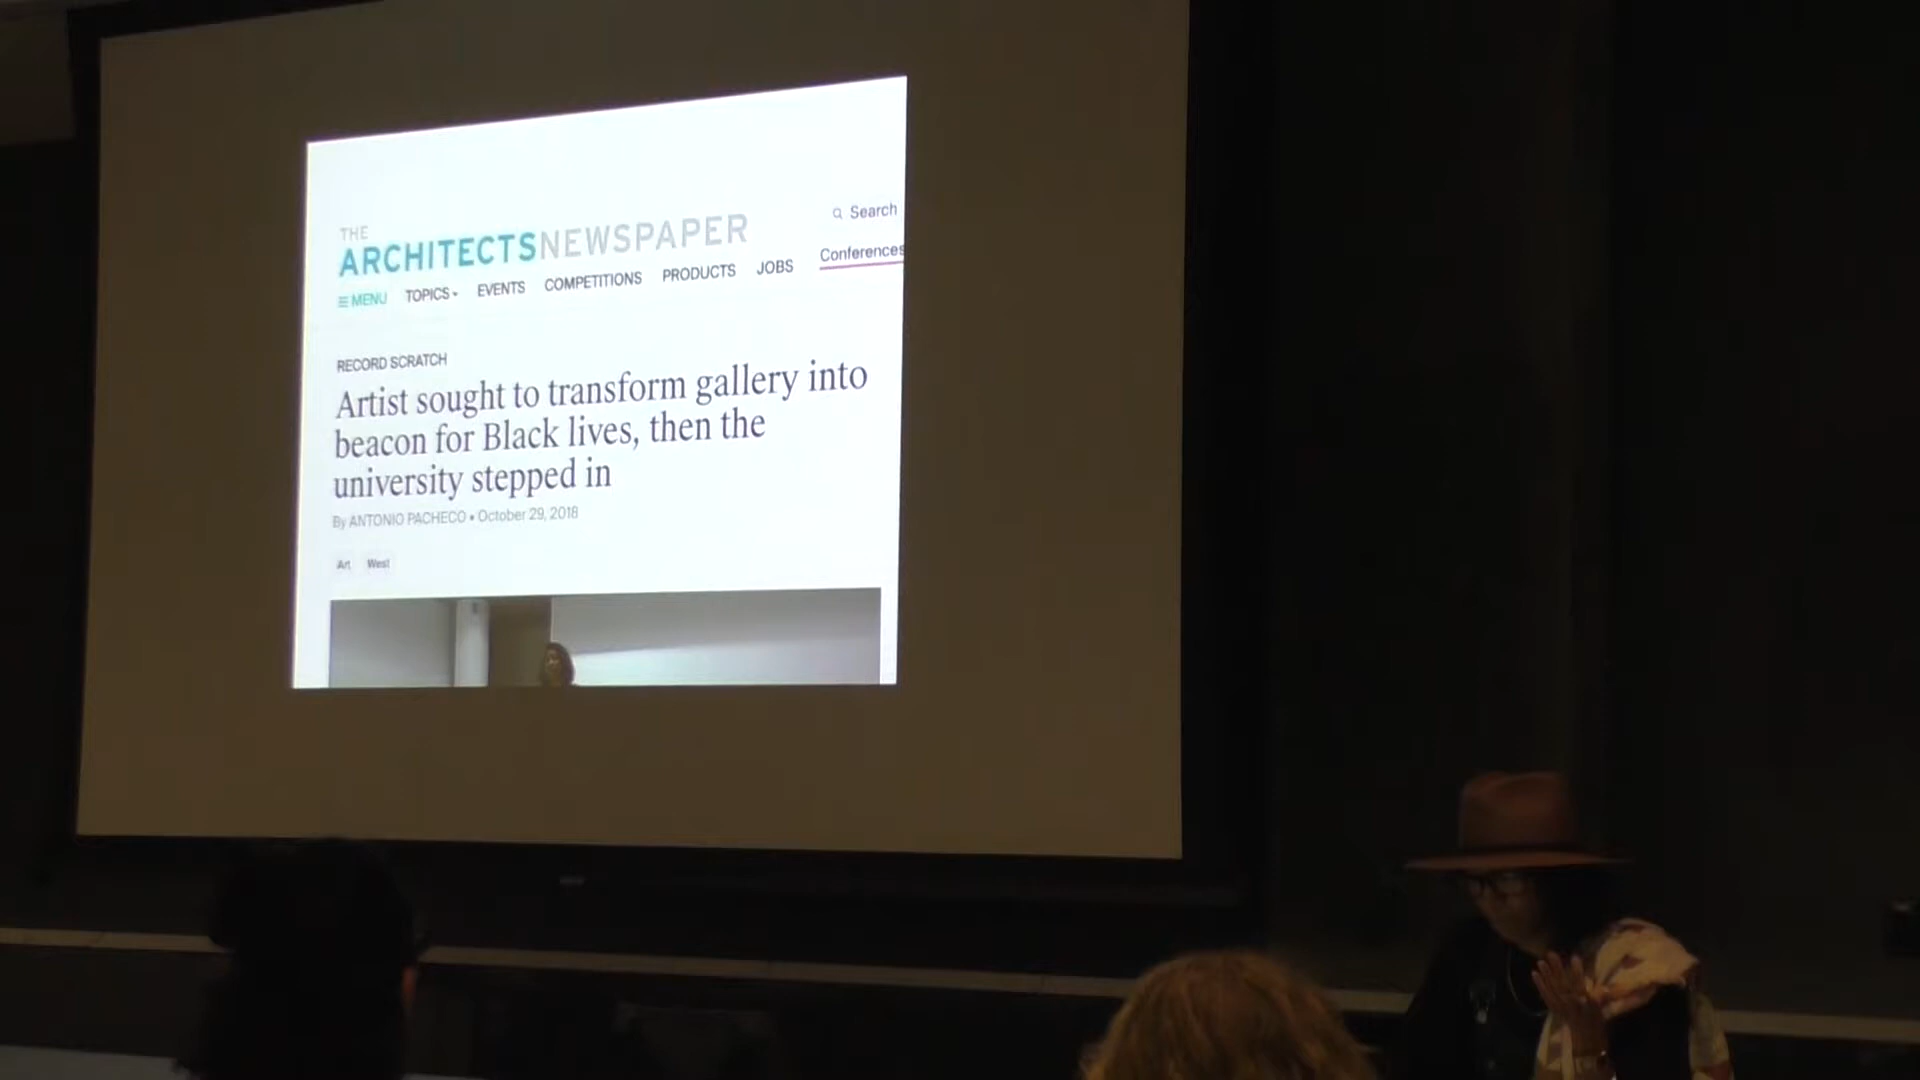 THE
ARCHITECTSNEWSPAPER
Search
MENU TOPICS EVENTS COMPETITIONS PRODUCTS JOBS Conferences
RECORD SCRATCH
Artist sought to transform gallery into
beacon for Black lives, then the
university stepped in
By ANTONIO PACHECO • October 29, 2018
Art West